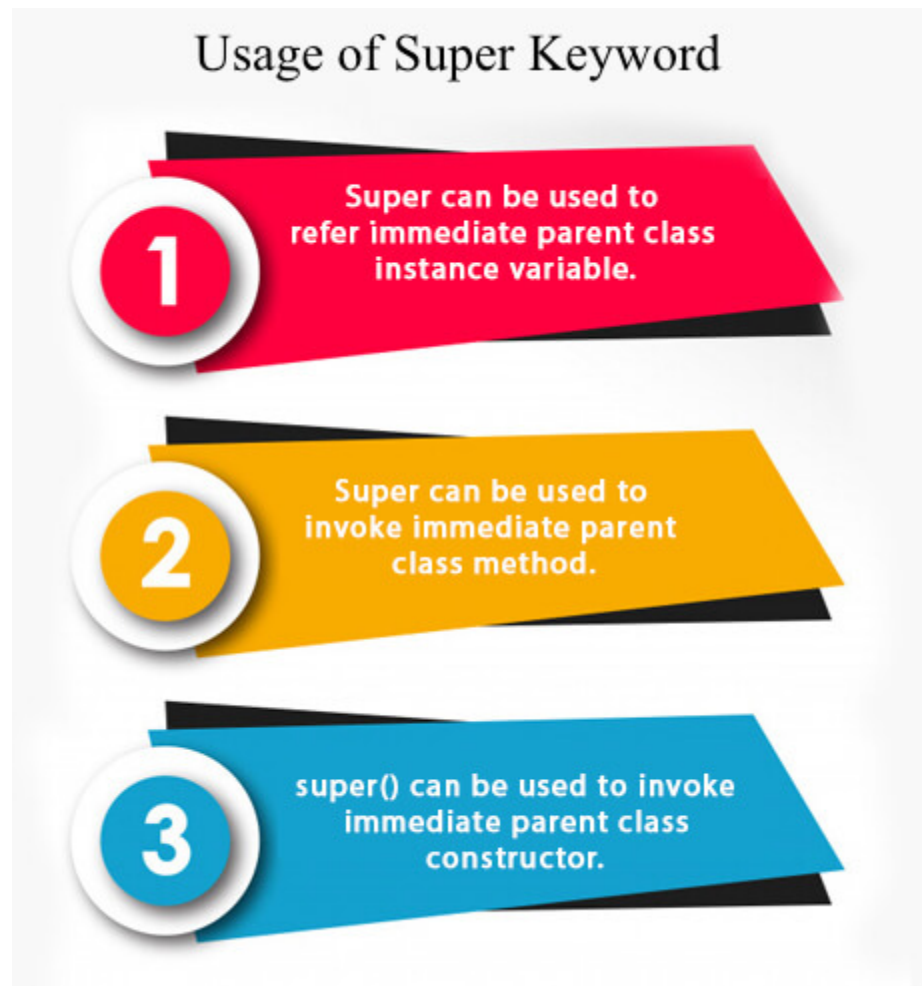 Usage of Super Keyword
1
Super can be used to
refer immediate parent class
instance variable.
2
Super can be used to
invoke immediate parent
class method.
3
super() can be used to invoke
immediate parent class
constructor.